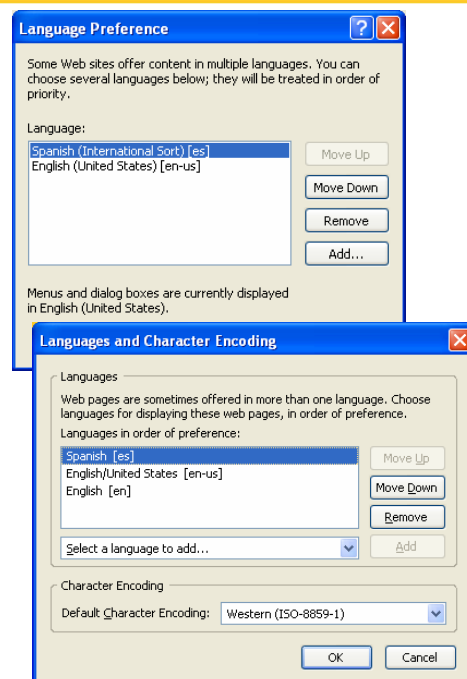 Language Preference
Some Web sites offer content in multiple languages. You can
choose several languages below; they will be treated in order of
priority.
Language:
Spanish (International Sort) [es]
English (United States) [en-us]
Move Up
Move Down
Remove
Add...
Menus and dialog boxes are currently displayed
in English (United States).
Languages and Character Encoding
Languages
Web pages are sometimes offered in more than one language. Choose
languages for displaying these web pages, in order of preference.
Languages in order of preference:
Spanish [es]
English/United States [en-us]
English [en]
Move Up
Move Down
Remove
Select a language to add...
Add
Character Encoding
Default Character Encoding:
Western (ISO-8859-1)
OK
Cancel